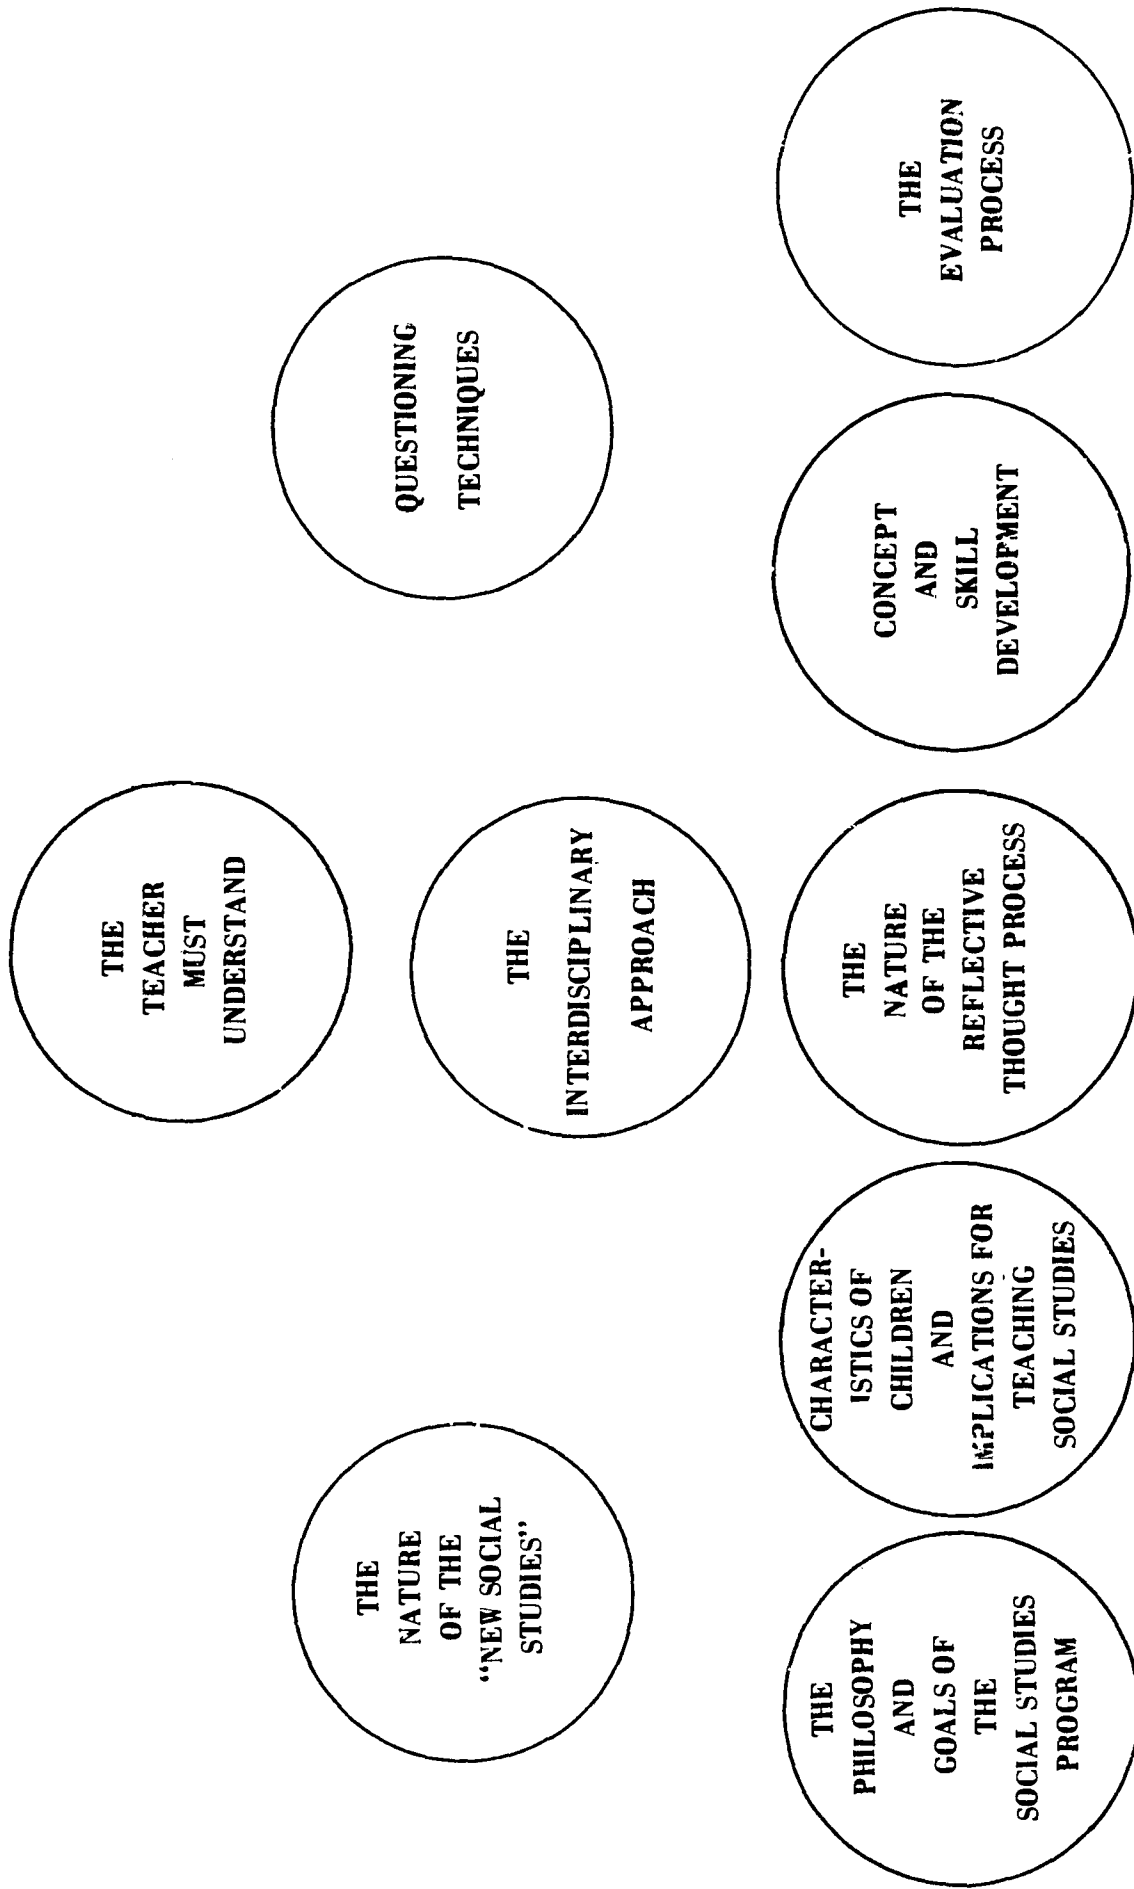 THE
TEACHER
MUST
UNDERSTAND
THE
NATURE
OF THE
“NEW SOCIAL
STUDIES”
THE
INTERDISCIPLINARY
APPROACH
QUESTIONING
TECHNIQUES
THE
PHILOSOPHY
AND
GOALS OF
THE
SOCIAL STUDIES
PROGRAM
CHARACTER-
ISTICS OF
CHILDREN
AND
IMPLICATIONS FOR
TEACHING
SOCIAL STUDIES
THE
NATURE
OF THE
REFLECTIVE
THOUGHT PROCESS
CONCEPT
AND
SKILL
DEVELOPMENT
THE
EVALUATION
PROCESS